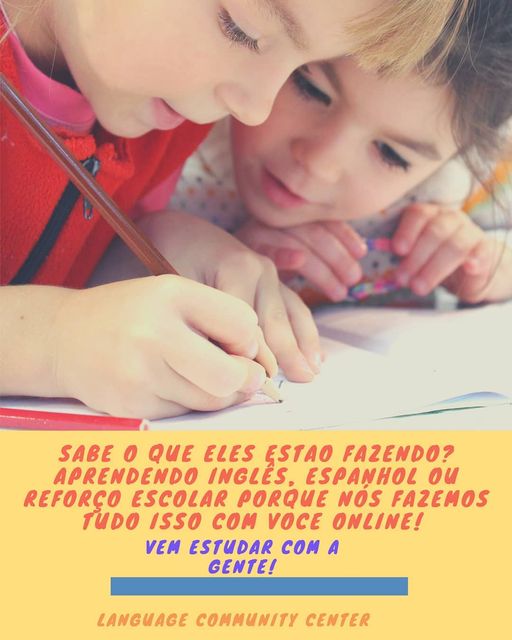 SABE O QUE ELES ESTAO FAZENDO?
APRENDENDO INGLÊS, ESPANHOL OU
REFORÇO ESCOLAR PORQUE NÓS FAZEMOS
TUDO ISSO COM VOCE ONLINE!
VEM ESTUDAR COM A
GENTE!
LANGUAGE COMMUNITY CENTER